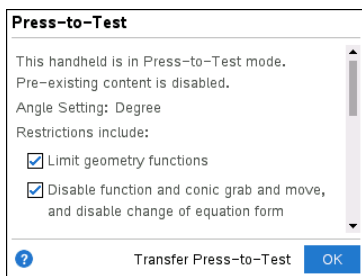 Press-to-Test
This handheld is in Press-to-Test mode.
Pre-existing content is disabled.
Angle Setting: Degree
Restrictions include:
Limit geometry functions
Disable function and conic grab and move,
and disable change of equation form
? Transfer Press-to-Test OK